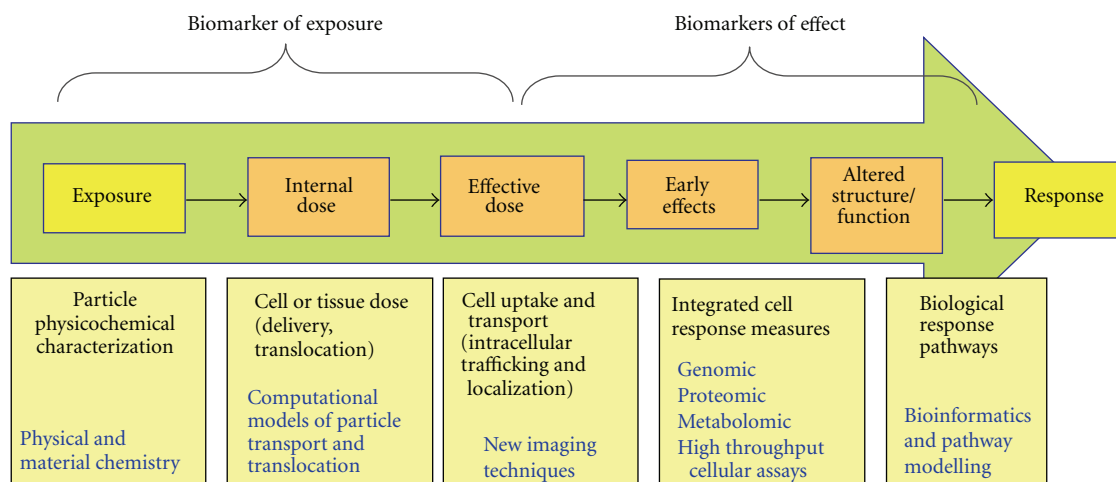 Biomarker of exposure
Biomarkers of effect
Exposure
Internal
dose
Effective
dose
Early
effects
Altered
structure/
function
Response
Particle
physicochemical
characterization
Physical and
material chemistry
Cell or tissue dose
(delivery,
translocation)
Computational
models of particle
transport and
translocation
Cell uptake and
transport
(intracellular
trafficking and
localization)
New imaging
techniques
Integrated cell
response measures
Genomic
Proteomic
Metabolomic
High throughput
cellular assays
Biological
response
pathways
Bioinformatics
and pathway
modelling